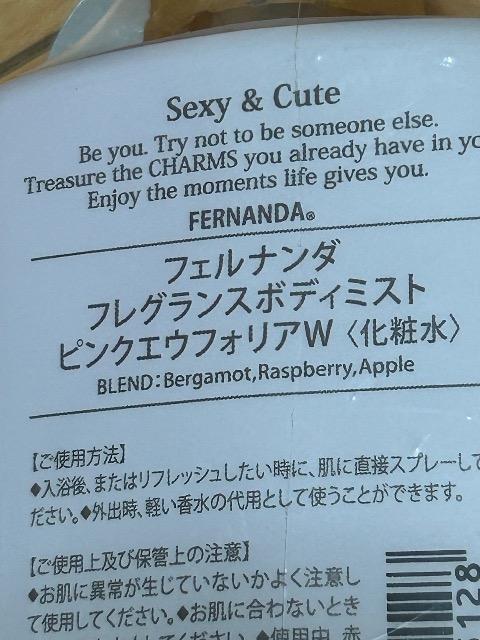 Sexy & Cute
Be you. Try not to be someone else.
Treasure the CHARMS you already have in
Enjoy the moments life gives you.
FERNANDA®
フェルナンダ
フレグランスボディミスト
ピンクエウフォリアW〈化粧水〉
BLEND:Bergamot,Raspberry,Apple
【ご使用方法】
◆入浴後、またはリフレッシュしたい時に、肌に直接スプレーして
ださい。◆外出時、軽い香水の代用として使うことができます。
【ご使用上及び保管上の注意】
◆お肌に異常が生じていないかよく注意し
て使用してください。◆お肌に合わないとき
◆使用中、赤
128